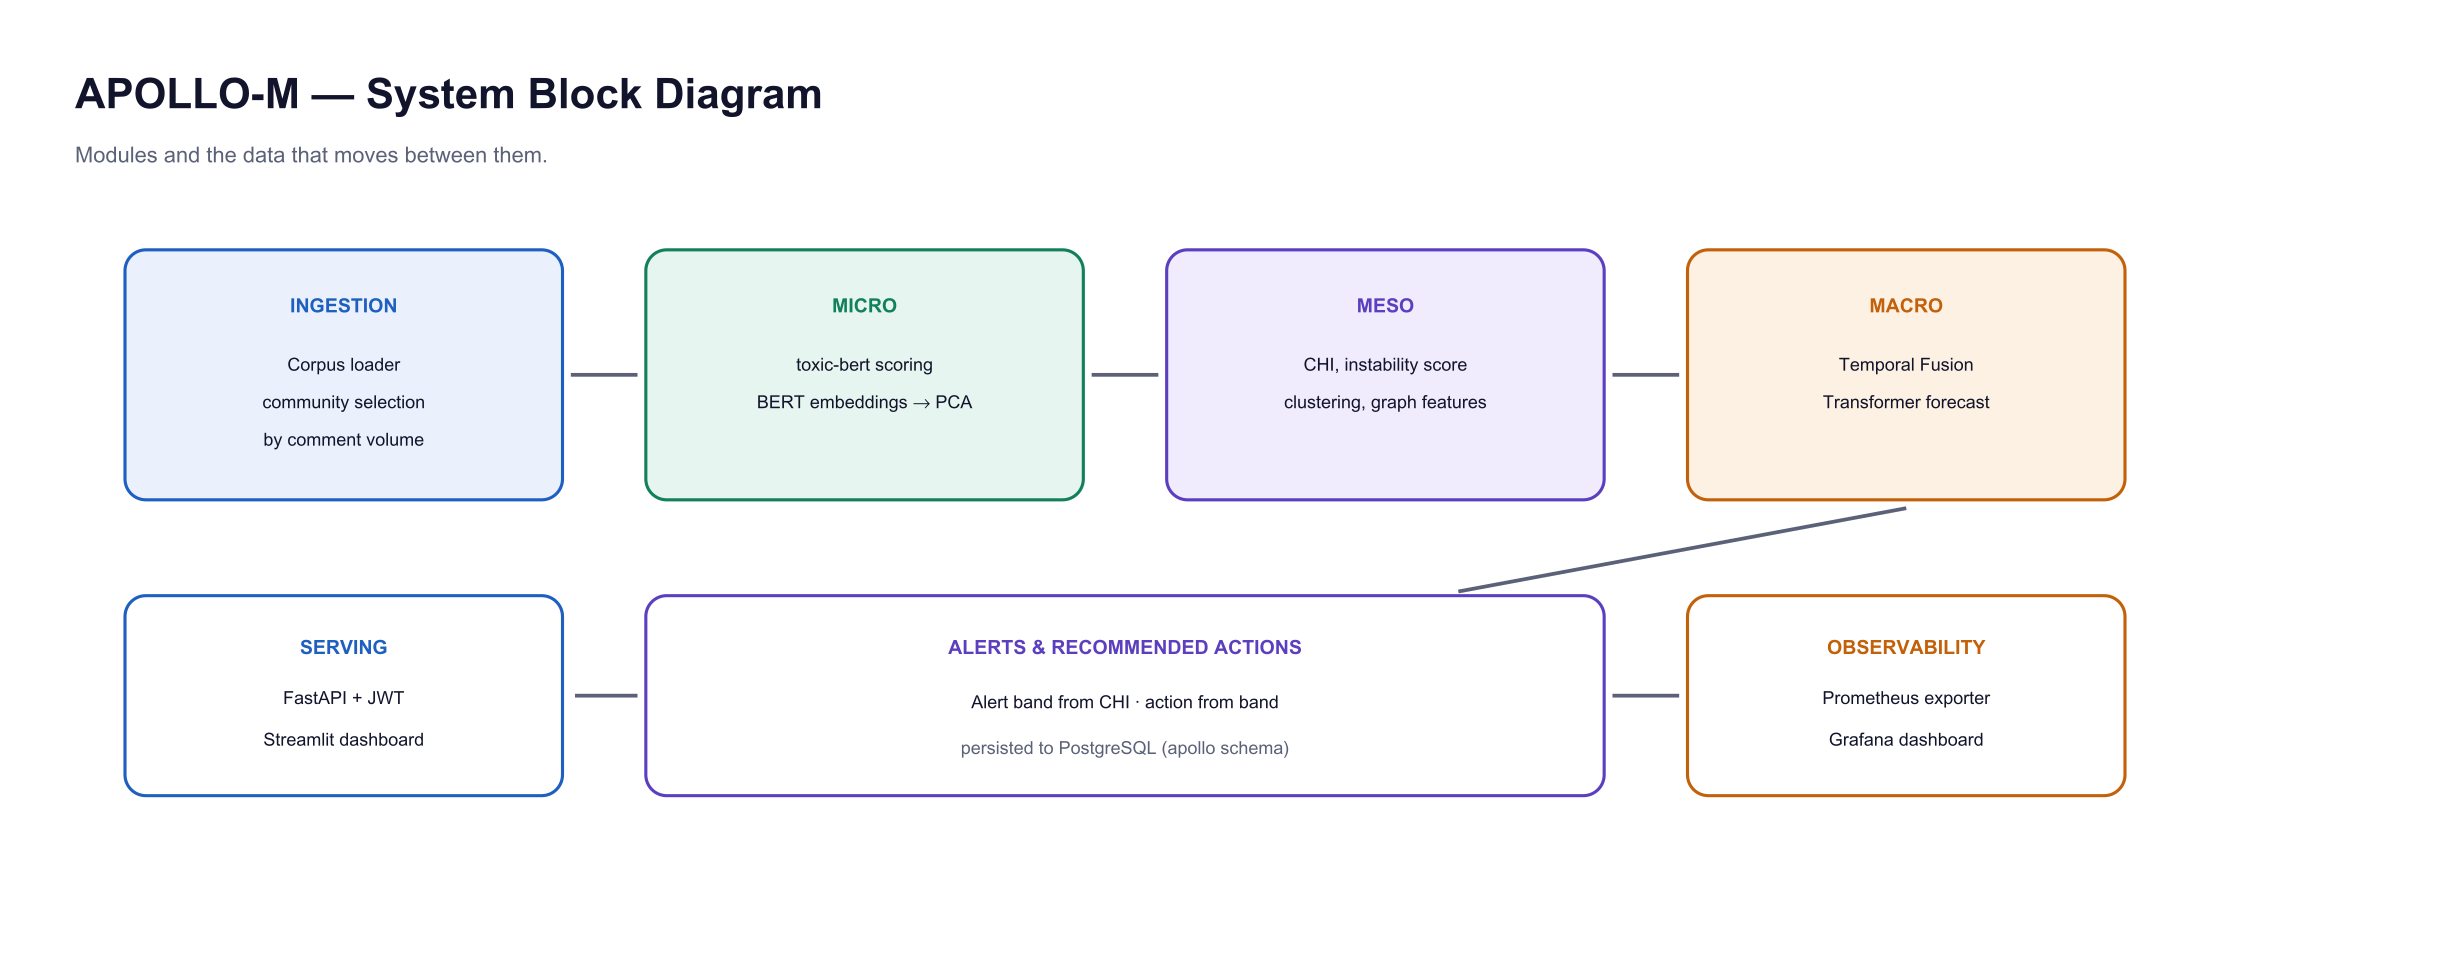 APOLLO-M — System Block Diagram
Modules and the data that moves between them.
INGESTION
Corpus loader
community selection
by comment volume
MICRO
toxic-bert scoring
BERT embeddings → PCA
MESO
CHI, instability score
clustering, graph features
MACRO
Temporal Fusion
Transformer forecast
SERVING
FastAPI + JWT
Streamlit dashboard
ALERTS & RECOMMENDED ACTIONS
Alert band from CHI · action from band
persisted to PostgreSQL (apollo schema)
OBSERVABILITY
Prometheus exporter
Grafana dashboard